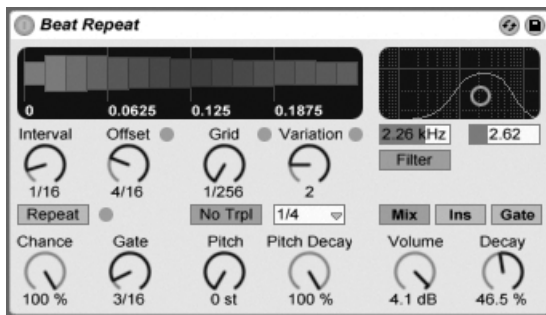 Beat Repeat
0 0.0625 0.125 0.1875
Interval Offset Grid Variation
2.26 kHz 2.62
1/16 4/16 1/256 2
Filter
Repeat No Trpl 1/4 Mix Ins Gate
Chance Gate Pitch Pitch Decay Volume Decay
100 % 3/16 0 st 100 % 4.1 dB 46.5 %